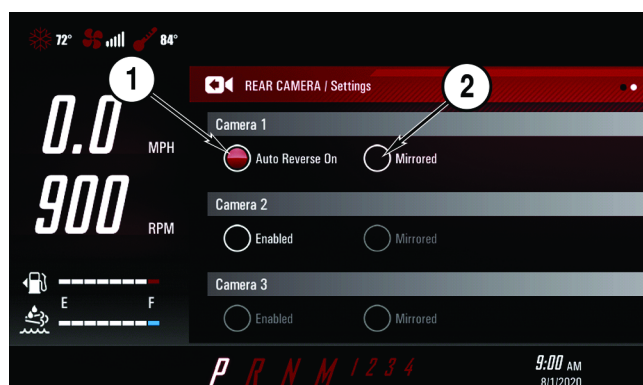 72° 84°
1
2
REAR CAMERA / Settings
Camera 1
Auto Reverse On Mirrored
0.0 MPH
Camera 2
Enabled Mirrored
900 RPM
Camera 3
Enabled Mirrored
E F
P R N M 1 2 3 4
9:00 AM
8/1/2020